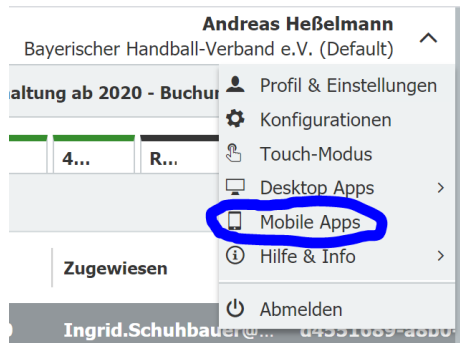 Andreas Heßelmann
Bayerischer Handball-Verband e.V. (Default)
altung ab 2020 - Buchu
Profil & Einstellungen
Konfigurationen
4...
R...
Touch-Modus
Desktop Apps
Mobile Apps
Zugewiesen
Hilfe & Info
Abmelden
Ingrid.Schuhbauer@...